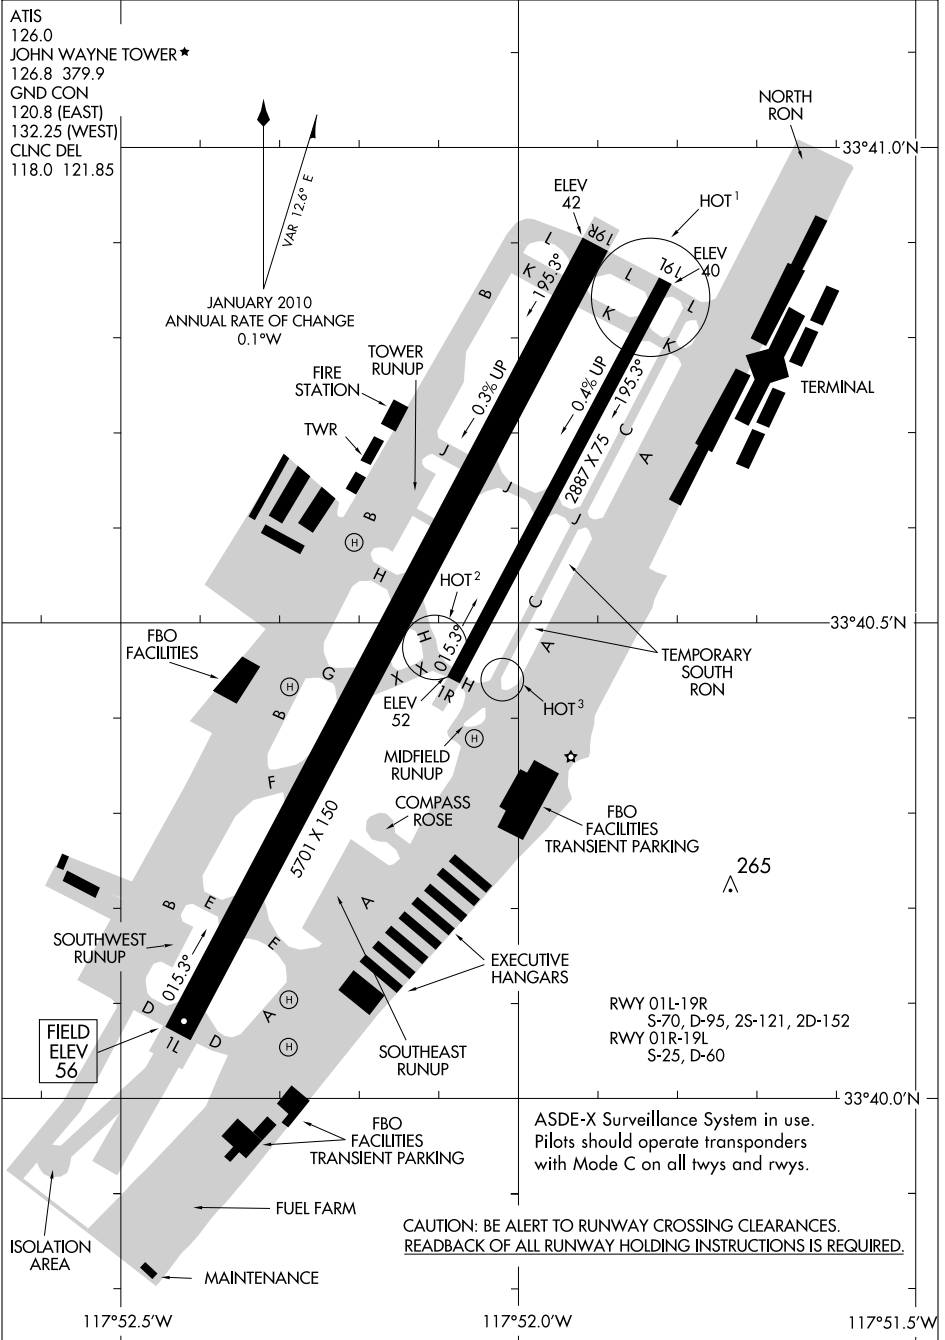 ATIS
126.0
JOHN WAYNE TOWER★
126.8 379.9
GND CON
120.8 (EAST)
132.25 (WEST)
CLNC DEL
118.0 121.85
VAR 12.6° E
JANUARY 2010
ANNUAL RATE OF CHANGE
0.1°W
NORTH
RON
33°41.0'N
ELEV
42
HOT 1
19R
ELEV
40
19L
L
L
L
K
K
K
B
195.3°
195.3°
0.3% UP
0.4% UP
TOWER
RUNUP
FIRE
STATION
TWR
TERMINAL
C
A
2887 X 75
J
J
J
B
H
H
HOT 2
C
A
H
015.3°
33°40.5'N
FBO
FACILITIES
TEMPORARY
SOUTH
RON
H
G
X
X
H
1R
ELEV
52
HOT 3
B
H
MIDFIELD
RUNUP
F
5701 X 150
COMPASS
ROSE
FBO
FACILITIES
TRANSIENT PARKING
265
B
E
A
E
SOUTHWEST
RUNUP
015.3°
EXECUTIVE
HANGARS
D
H
A
D
H
1L
FIELD
ELEV
56
SOUTHEAST
RUNUP
RWY 01L-19R
S-70, D-95, 2S-121, 2D-152
RWY 01R-19L
S-25, D-60
33°40.0'N
FBO
FACILITIES
TRANSIENT PARKING
ASDE-X Surveillance System in use.
Pilots should operate transponders
with Mode C on all twys and rwys.
FUEL FARM
ISOLATION
AREA
MAINTENANCE
CAUTION: BE ALERT TO RUNWAY CROSSING CLEARANCES.
READBACK OF ALL RUNWAY HOLDING INSTRUCTIONS IS REQUIRED.
117°52.5'W
117°52.0'W
117°51.5'W